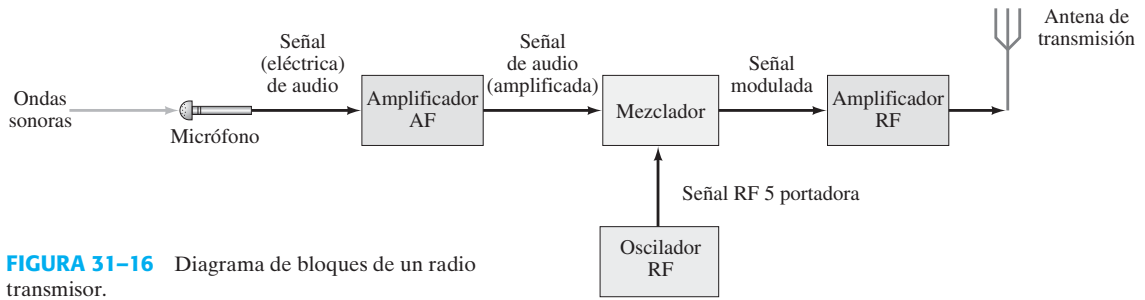 Ondas
sonoras
Micrófono
Señal
(eléctrica)
de audio
Amplificador
AF
Señal
de audio
(amplificada)
Mezclador
Señal
modulada
Amplificador
RF
Antena de
transmisión
Señal RF 5 portadora
Oscilador
RF
FIGURA 31–16 Diagrama de bloques de un radio
transmisor.